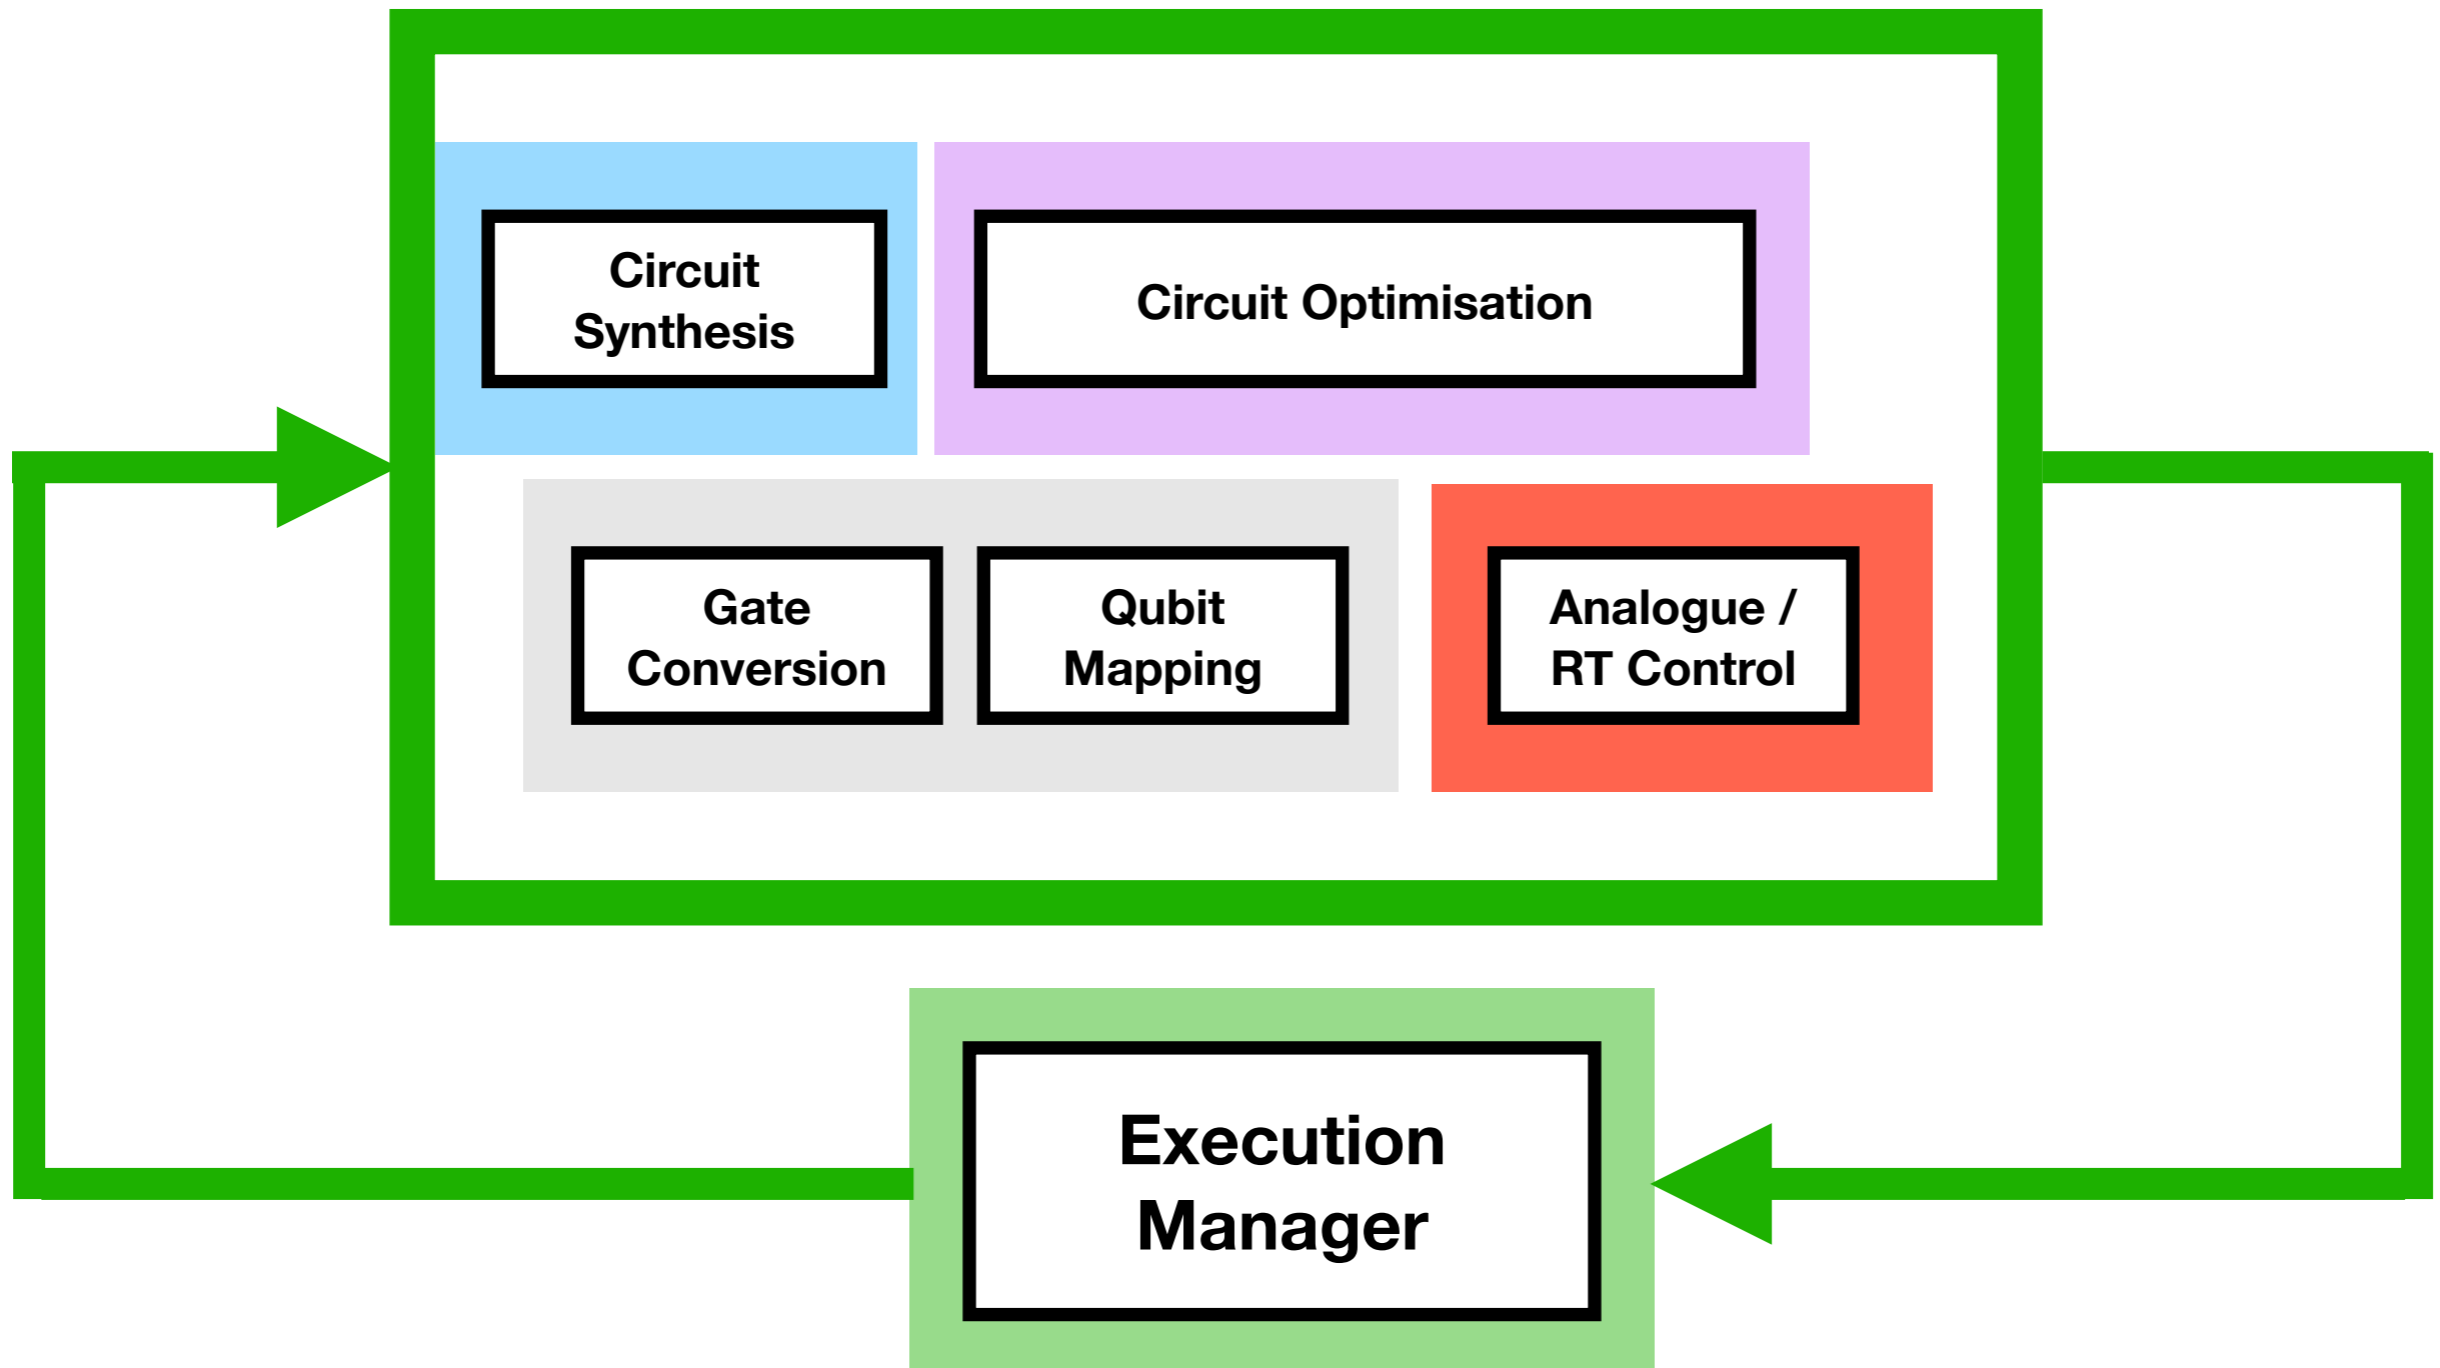 Circuit
Synthesis
Circuit Optimisation
Gate
Conversion
Qubit
Mapping
Analogue /
RT Control
Execution
Manager